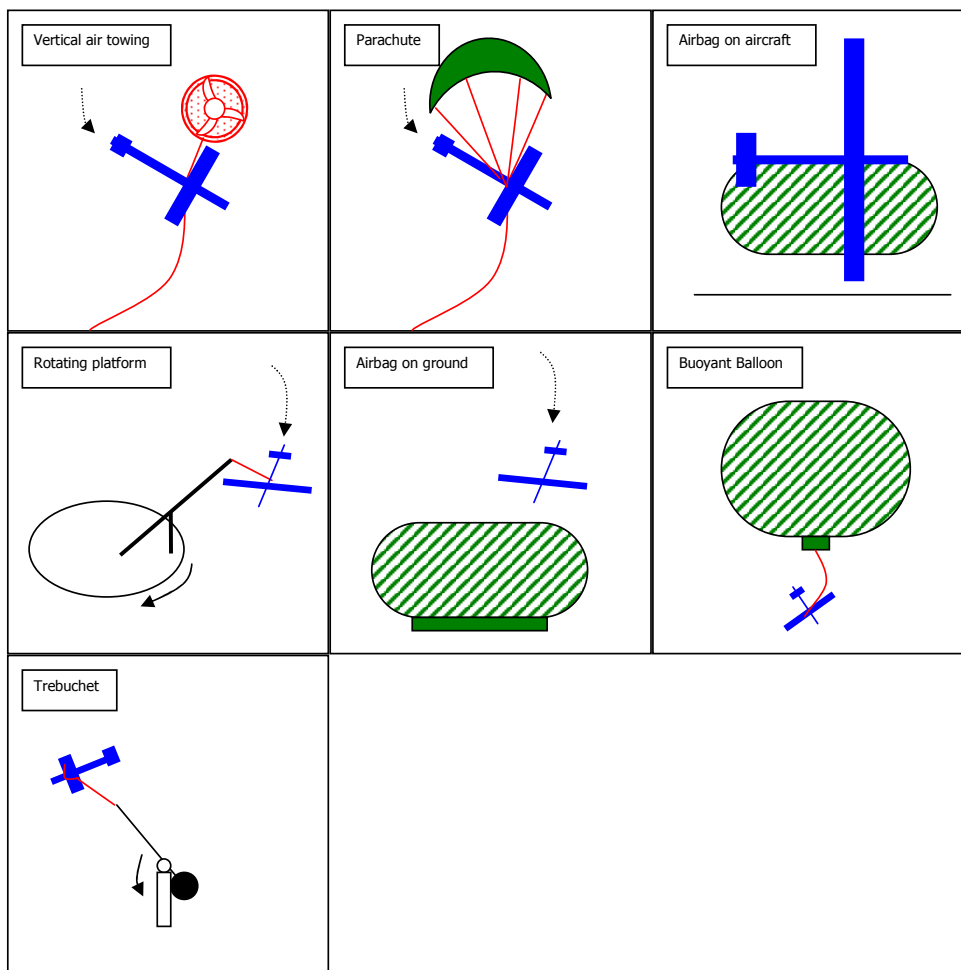 Vertical air towing
Parachute
Airbag on aircraft
Rotating platform
Airbag on ground
Buoyant Balloon
Trebuchet